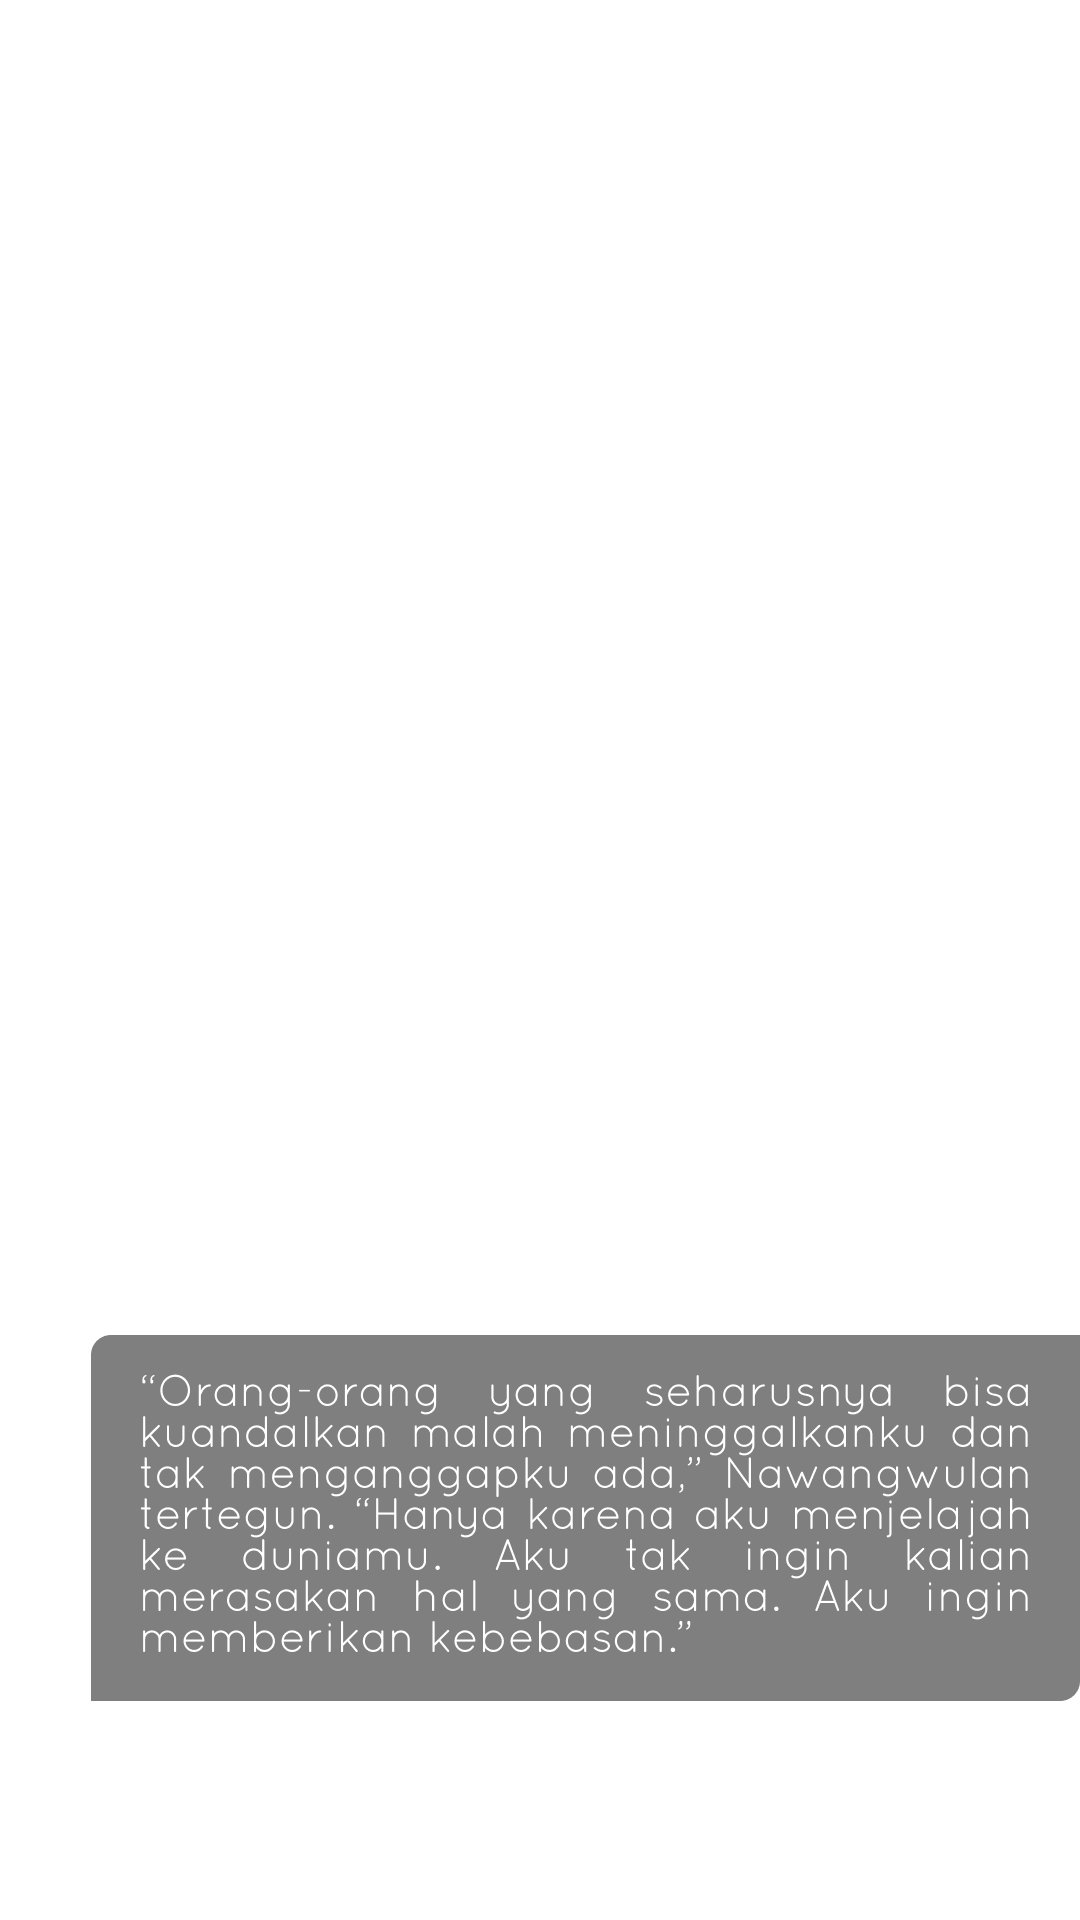 “Orang-orang yang seharusnya bisa
kuandalkan malah meninggalkanku dan
tak menganggapku ada,” Nawangwulan
tertegun. “Hanya karena aku menjelajah
ke duniamu. Aku tak ingin kalian
merasakan hal yang sama. Aku ingin
memberikan kebebasan.”